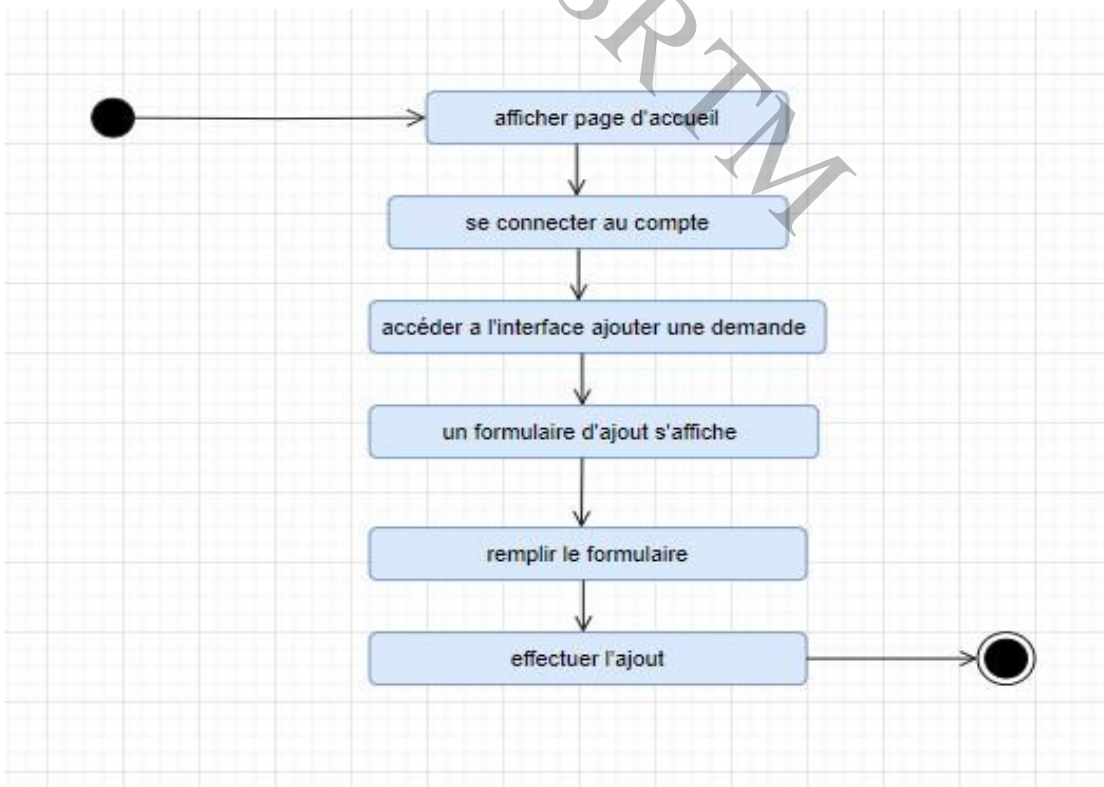 SRTM
afficher page d'accueil
se connecter au compte
accéder a l'interface ajouter une demande
un formulaire d'ajout s'affiche
remplir le formulaire
effectuer l'ajout